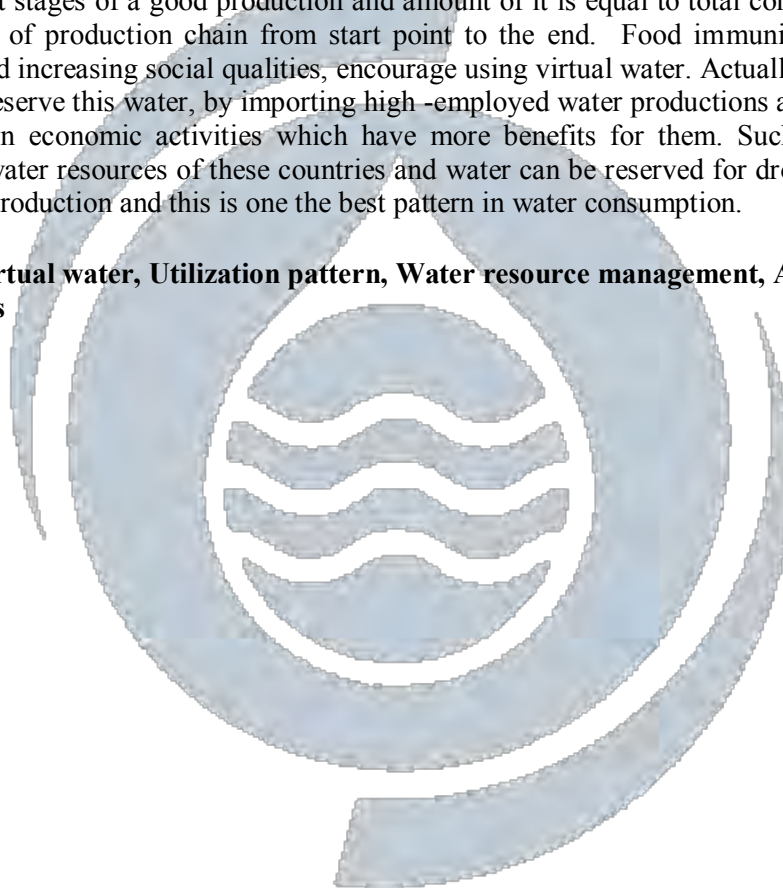 t stages of a good production and amount of it is equal to total con
of production chain from start point to the end. Food immuni
d increasing social qualities, encourage using virtual water. Actuall
eserve this water, by importing high -employed water productions a
n economic activities which have more benefits for them. Suc
vater resources of these countries and water can be reserved for dr
roduction and this is one the best pattern in water consumption.
rtual water, Utilization pattern, Water resource management, A
s